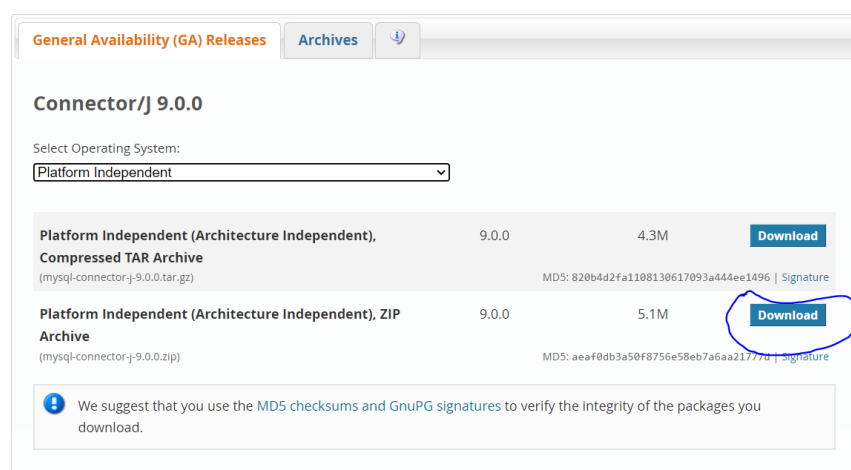 General Availability (GA) Releases
Archives
Connector/J 9.0.0
Select Operating System:
Platform Independent
Platform Independent (Architecture Independent), 9.0.0 4.3M Download
Compressed TAR Archive
(mysql-connector-j-9.0.0.tar.gz) MD5: 820b4d2fa1108130617093a444ee1496 | Signature
Platform Independent (Architecture Independent), ZIP 9.0.0 5.1M Download
Archive
(mysql-connector-j-9.0.0.zip) MD5: aeaf0db3a50f8756e58eb7a6aa21777d | Signature
We suggest that you use the MD5 checksums and GnuPG signatures to verify the integrity of the packages you
download.